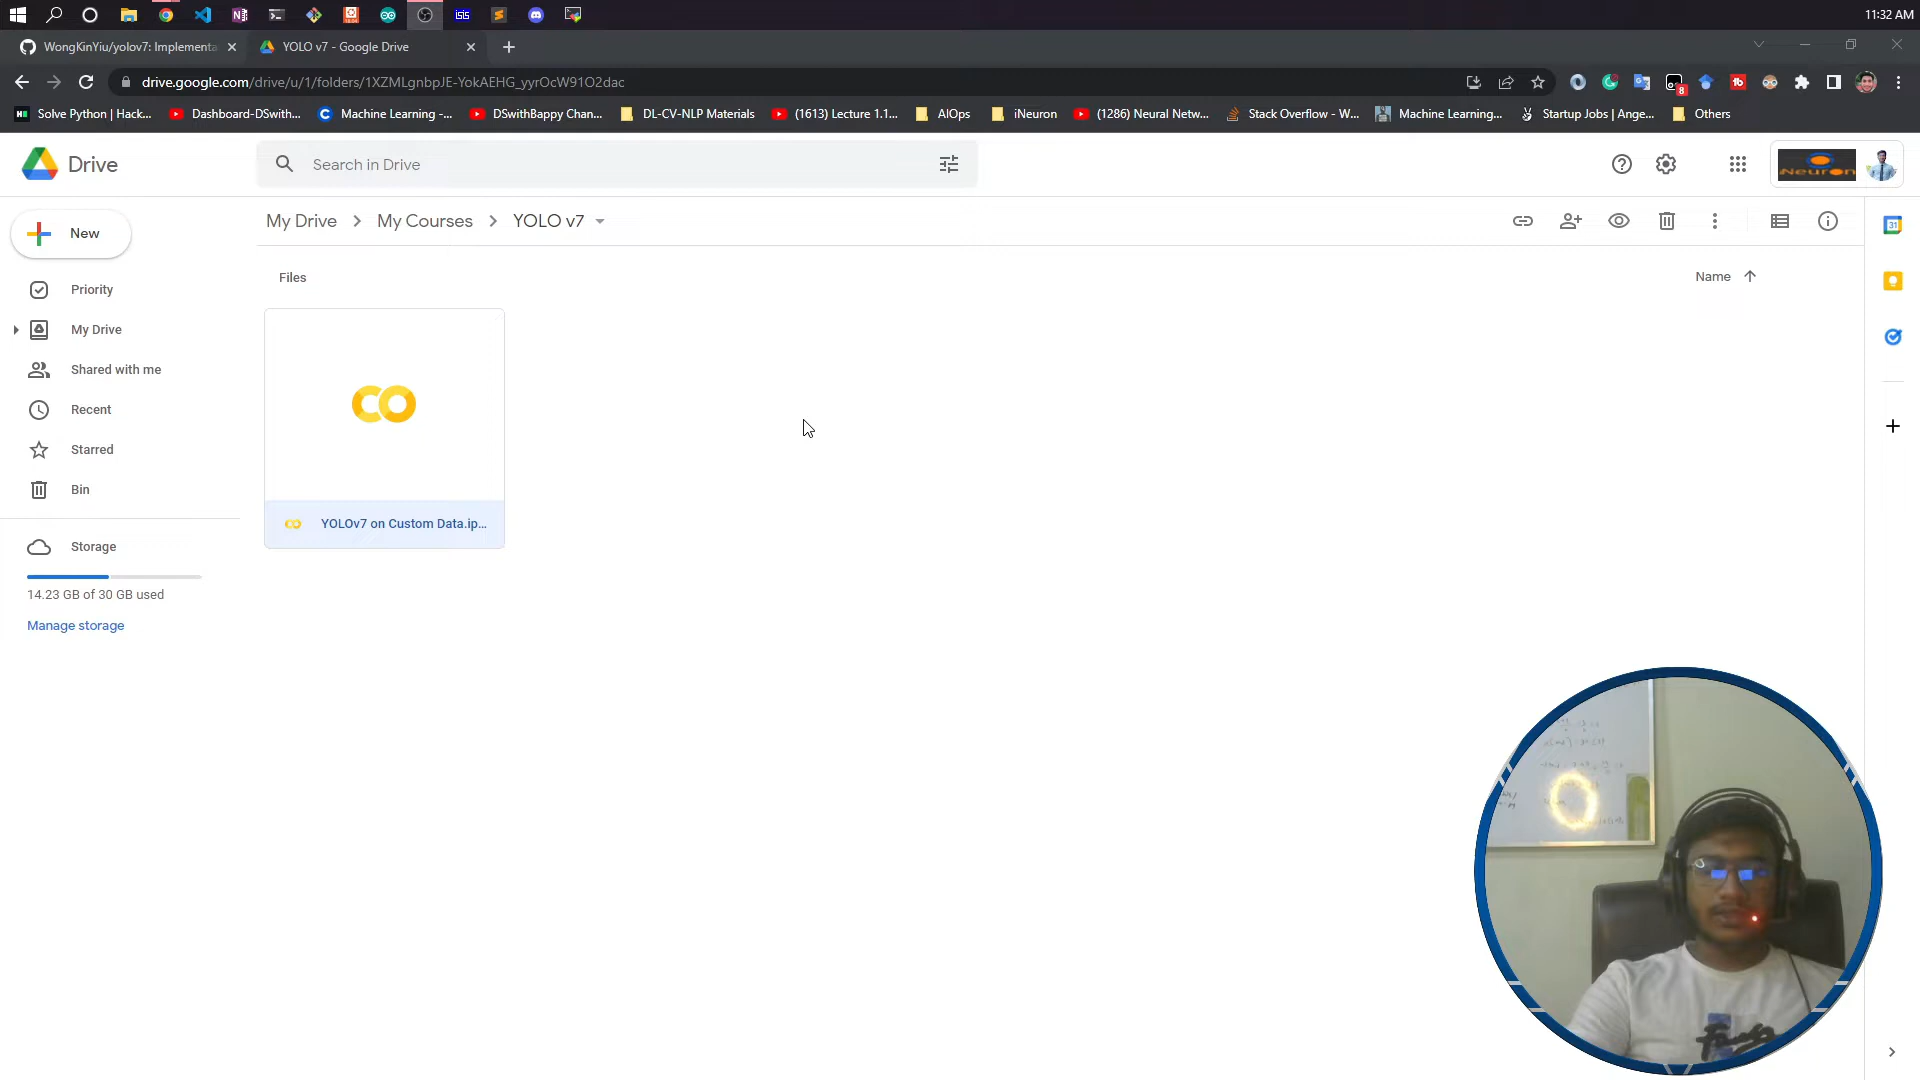 11:32 AM
WongKinYiu/yolov7: Implementa
YOLO v7 - Google Drive
drive.google.com/drive/u/1/folders/1XZMLgnbpJE-YokAEHG_yyrOcW91O2dac
8
Solve Python | Hack...
Dashboard-DSwith...
Machine Learning -...
DSwithBappy Chan...
DL-CV-NLP Materials
(1613) Lecture 1.1...
AIOps
iNeuron
(1286) Neural Netw...
Stack Overflow - W...
Machine Learning...
Startup Jobs | Ange...
Others
Drive
Search in Drive
iNeuron
New
My Drive
My Courses
YOLO v7
Files
Name
Priority
My Drive
Shared with me
Recent
Starred
Bin
Storage
14.23 GB of 30 GB used
Manage storage
YOLOv7 on Custom Data.ip...
31